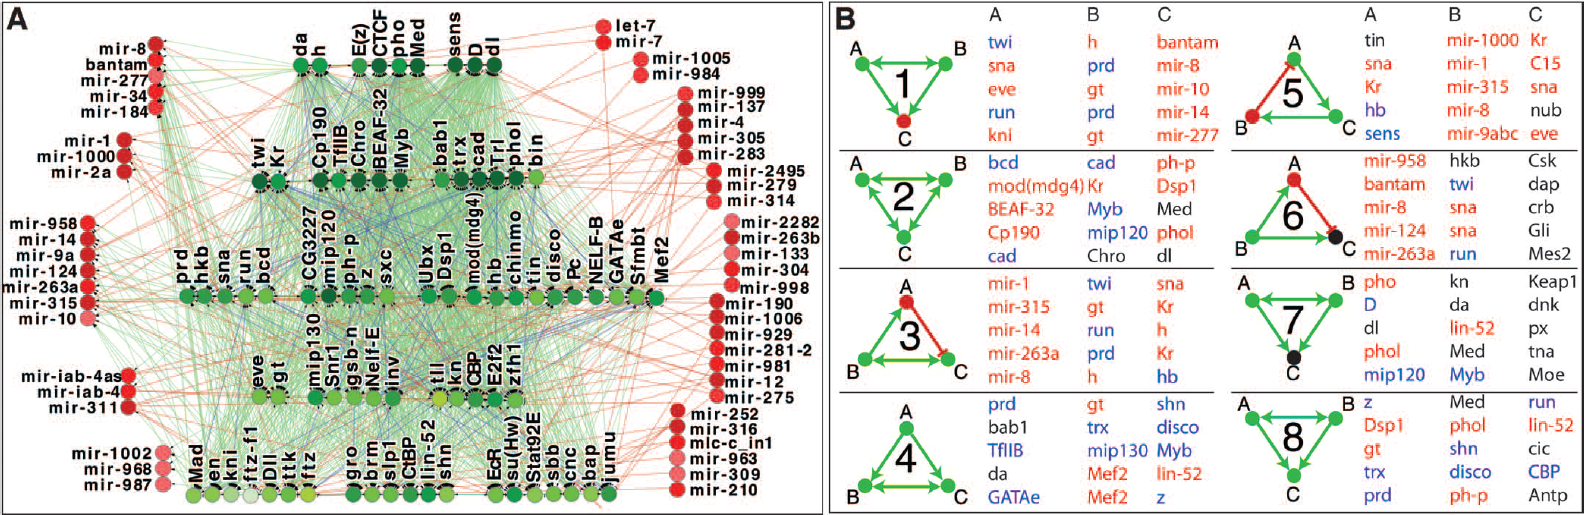 A
mir-8
bantam
mir-277
mir-34
mir-184
mir-1
mir-1000
mir-2a
mir-958
mir-14
mir-9a
mir-124
mir-263a
mir-315
mir-10
mir-iab-4as
mir-iab-4
mir-311
mir-1002
mir-968
mir-987
da
h
E(z)
CTCF
pho
Med
sens
D
dl
twi
Kr
Cp190
TfIIB
Chro
BEAF-32
Myb
bab1
trx
cad
Trl
phol
bin
prd
hkb
sna
run
bcd
CG3227
mip120
ph-p
z
sxc
Ubx
Dsp1
mod(mdg4)
hb
chinmo
tin
disco
Pc
NELF-B
GATAe
Sfmbt
Mef2
eve
gt
mip130
Snr1
gsb-n
Nelf-E
inv
tll
kn
CBP
E2f2
zfh1
Mad
en
kni
ftz-f1
Dll
ttk
ftz
gro
brm
slp1
CtBP
lin-52
shn
EcR
su(Hw)
Stat92E
sbb
cnc
bap
jumu
let-7
mir-7
mir-1005
mir-984
mir-999
mir-137
mir-4
mir-305
mir-283
mir-2495
mir-279
mir-314
mir-2282
mir-263b
mir-133
mir-304
mir-998
mir-190
mir-1006
mir-929
mir-281-2
mir-981
mir-12
mir-275
mir-252
mir-316
mlc-c_in1
mir-963
mir-309
mir-210
B
A B C
A B
1
C
twi h bantam
sna prd mir-8
eve gt mir-10
run prd mir-14
kni gt mir-277
A B
2
C
bcd cad ph-p
mod(mdg4) Kr Dsp1
BEAF-32 Myb Med
Cp190 mip120 phol
cad Chro dl
A
3
B C
mir-1 twi sna
mir-315 gt Kr
mir-14 run h
mir-263a prd Kr
mir-8 h hb
A
4
B C
prd gt shn
bab1 trx disco
TfIIB mip130 Myb
da Mef2 lin-52
GATAe Mef2 z
A B C
A
5
B C
tin mir-1000 Kr
sna mir-1 C15
Kr mir-315 sna
hb mir-8 nub
sens mir-9abc eve
A
6
B C
mir-958 hkb Csk
bantam twi dap
mir-8 sna crb
mir-124 sna Gli
mir-263a run Mes2
A B
7
C
pho kn Keap1
D da dnk
dl lin-52 px
phol Med tna
mip120 Myb Moe
A B
8
C
z Med run
Dsp1 phol lin-52
gt shn cic
trx disco CBP
prd ph-p Antp